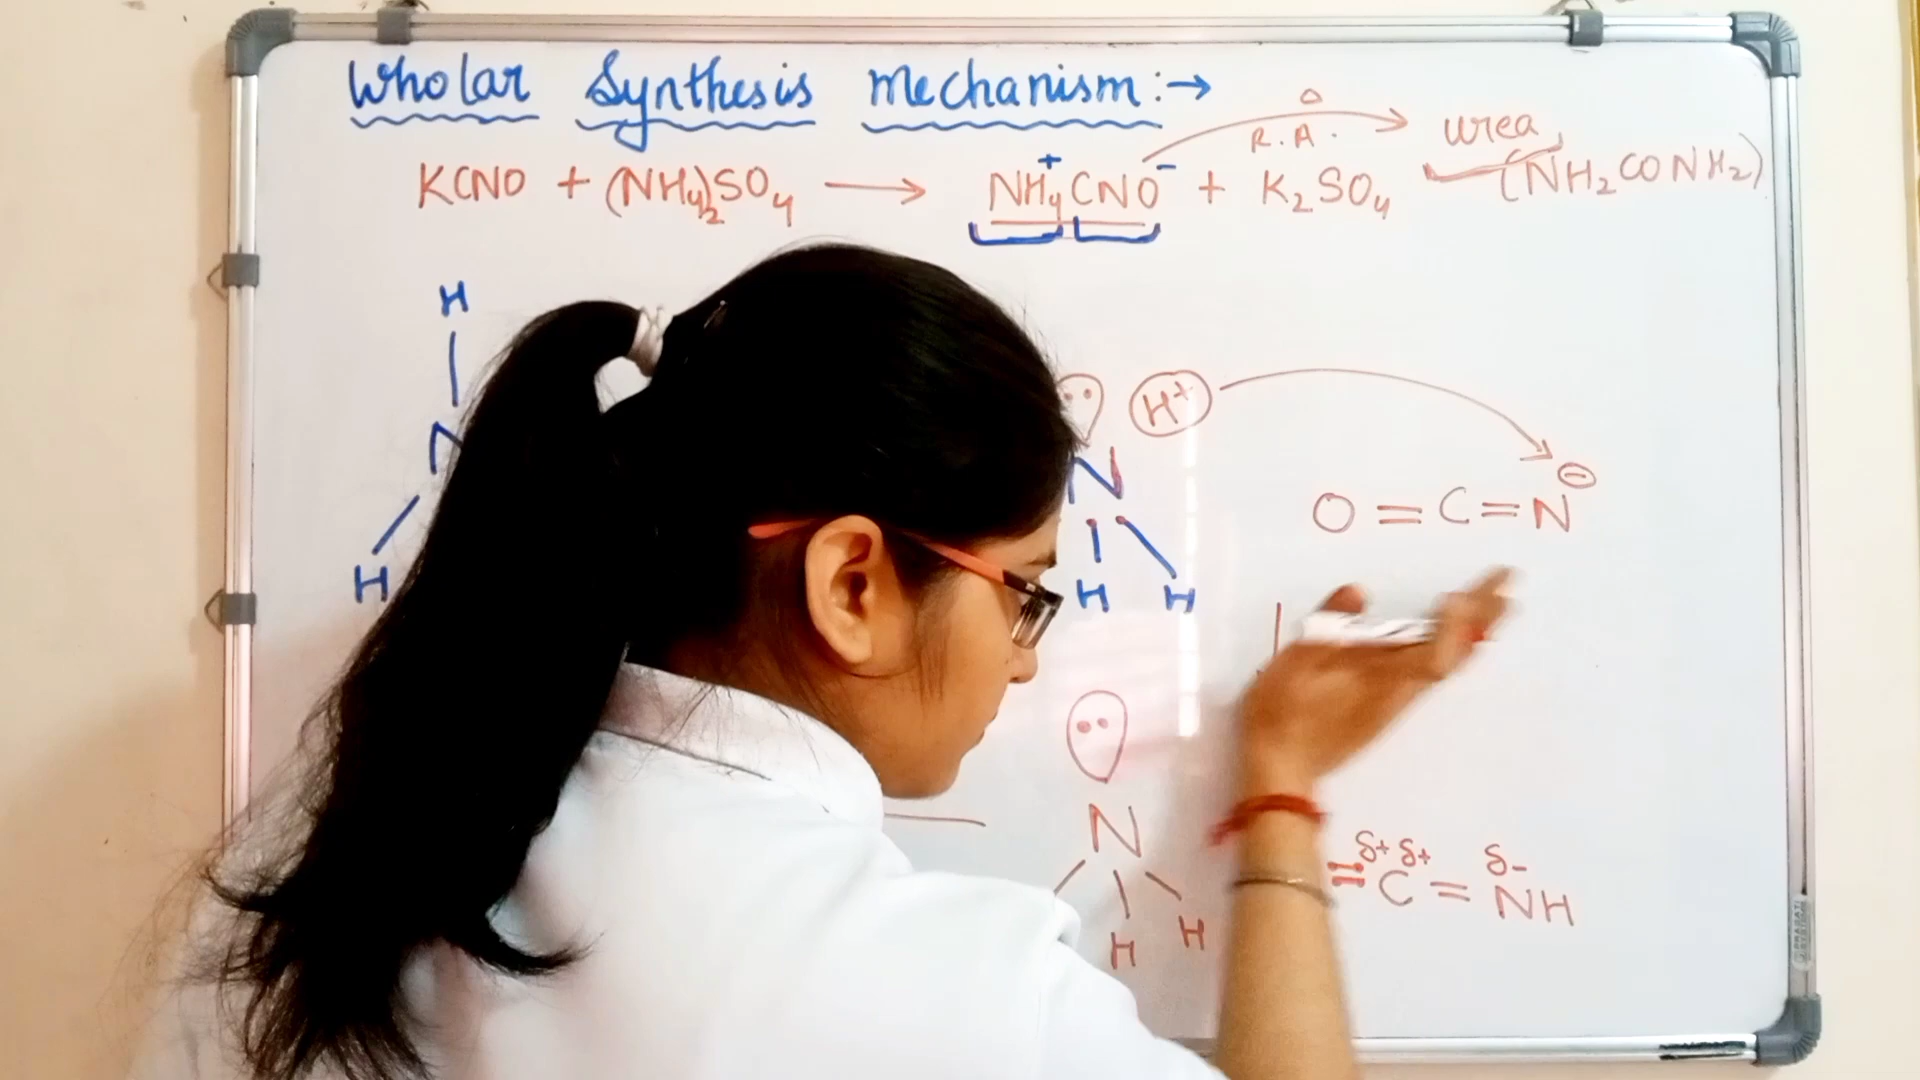 Wholar Synthesis mechanism:→
Δ
R.A.
urea,
KCNO + (NH4)2SO4 ⟶ NH4+CNO- + K2SO4 (NH2CONH2)
H
H+
N N O=C=N⊖
H H H
N
δ+ δ+ δ-
=C=NH
H H